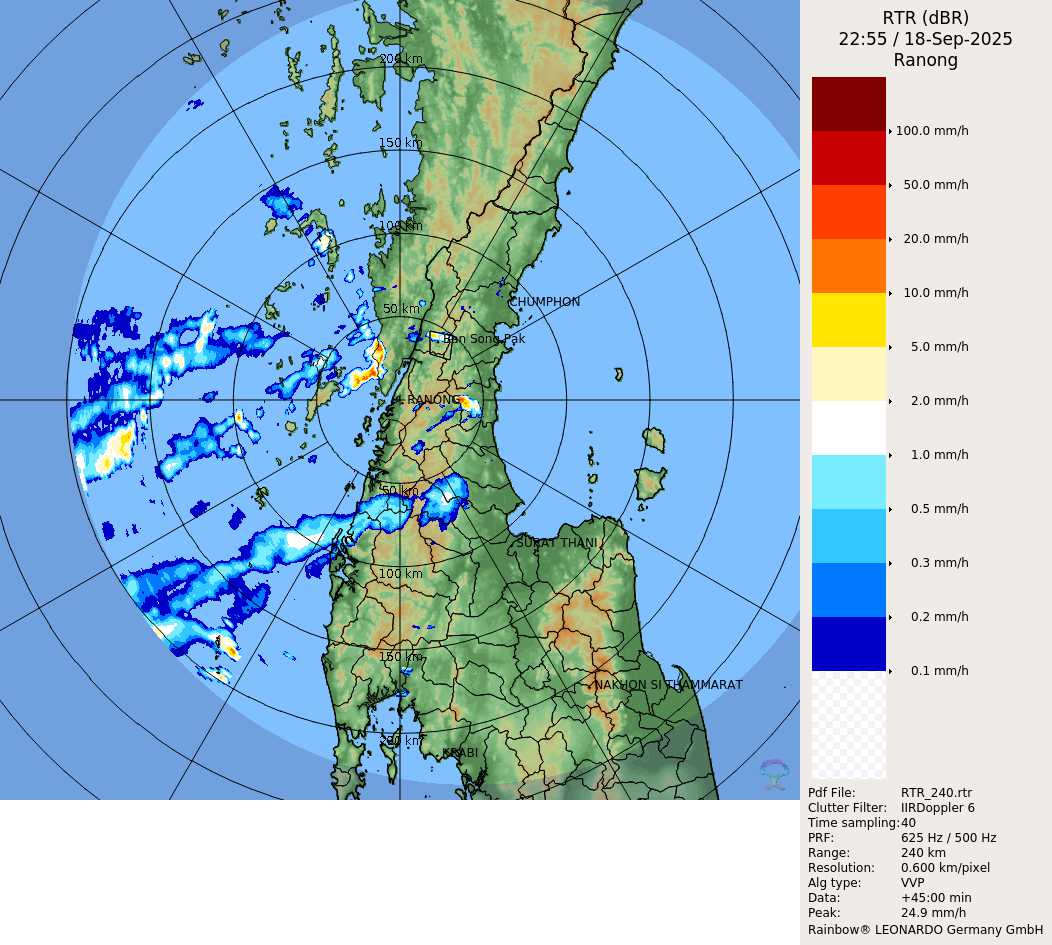 RTR (dBR)
22:55 / 18-Sep-2025
Ranong
100.0 mm/h
50.0 mm/h
20.0 mm/h
10.0 mm/h
5.0 mm/h
2.0 mm/h
1.0 mm/h
0.5 mm/h
0.3 mm/h
0.2 mm/h
0.1 mm/h
Pdf File: RTR_240.rtr
Clutter Filter: IIRDoppler 6
Time sampling: 40
PRF: 625 Hz / 500 Hz
Range: 240 km
Resolution: 0.600 km/pixel
Alg type: VVP
Data: +45:00 min
Peak: 24.9 mm/h
Rainbow® LEONARDO Germany GmbH
200 km
150 km
100 km
50 km
CHUMPHON
Ban Song Pak
RANONG
50 km
SURAT THANI
100 km
150 km
NAKHON SI THAMMARAT
200 km
KRABI